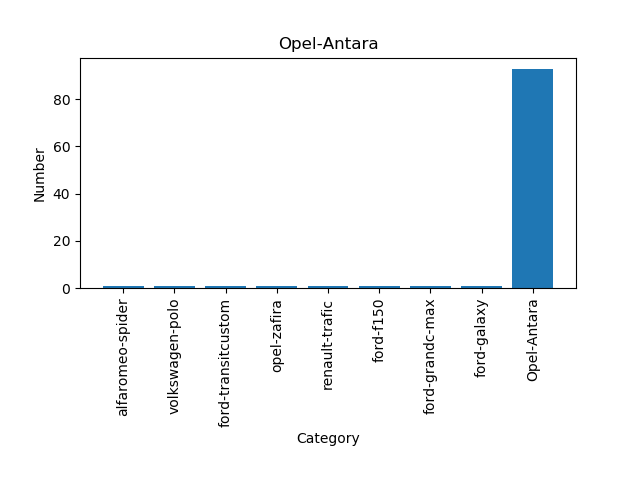 Opel-Antara
Number
80
60
40
20
0
alfaromeo-spider
volkswagen-polo
ford-transitcustom
opel-zafira
renault-trafic
ford-f150
ford-grandc-max
ford-galaxy
Opel-Antara
Category